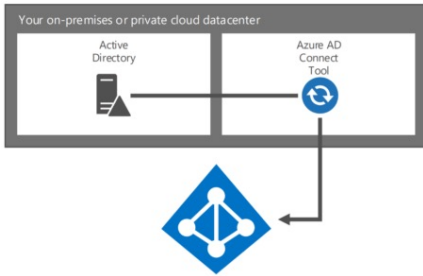 Your on-premises or private cloud datacenter
Active
Directory
Azure AD
Connect
Tool